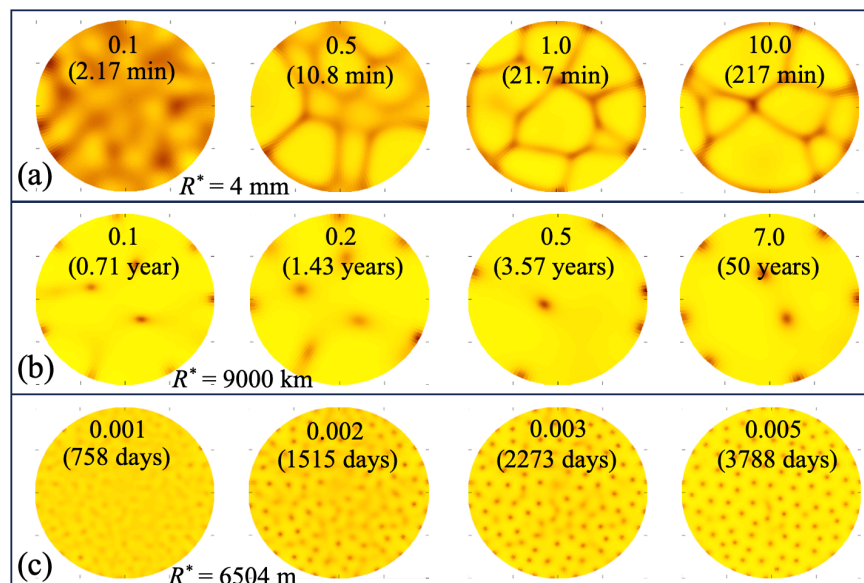 0.1 0.5 1.0 10.0
(2.17 min) (10.8 min) (21.7 min) (217 min)
(a) R* = 4 mm
0.1 0.2 0.5 7.0
(0.71 year) (1.43 years) (3.57 years) (50 years)
(b) R* = 9000 km
0.001 0.002 0.003 0.005
(758 days) (1515 days) (2273 days) (3788 days)
(c) R* = 6504 m